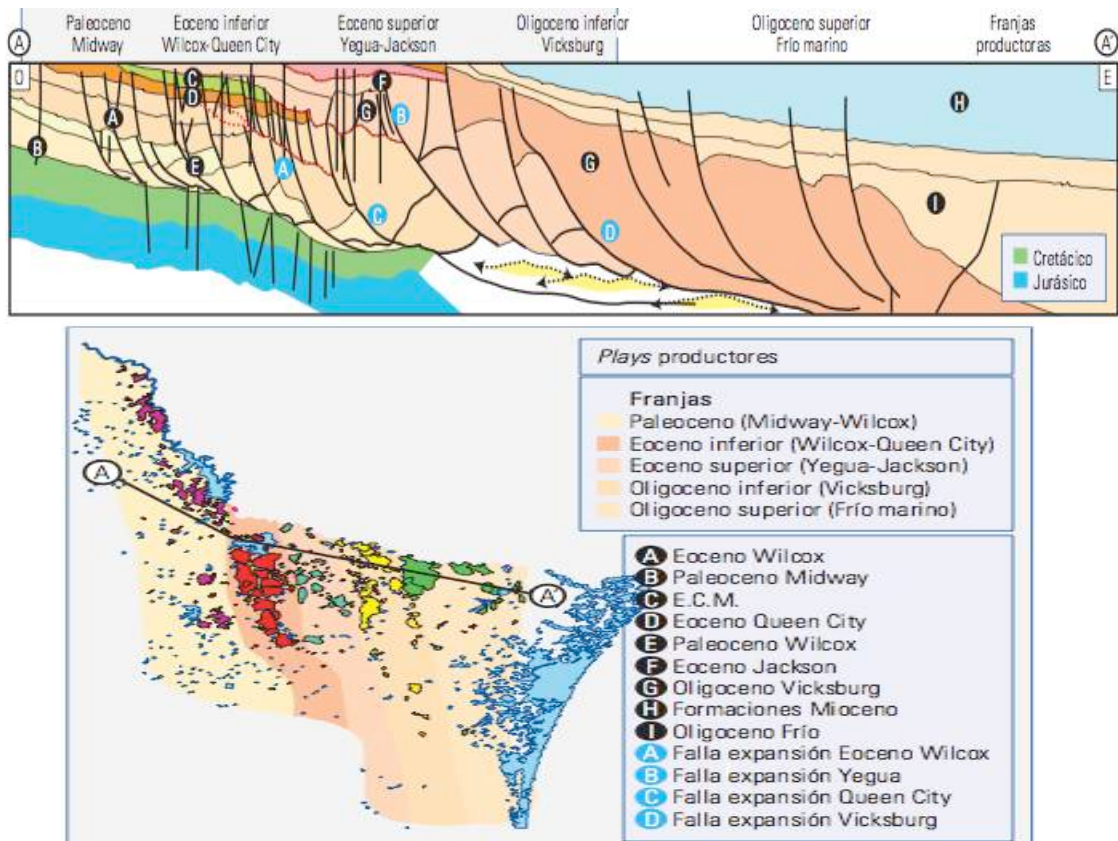 Paleoceno Eoceno inferior Eoceno superior Oligoceno inferior Oligoceno superior Franjas
A Midway Wilcox-Queen City Yegua-Jackson Vicksburg Frío marino productoras A'
O E
C F
D
A G B H
B
E A G
C D I
Cretácico
Jurásico
Plays productores
Franjas
Paleoceno (Midway-Wilcox)
Eoceno inferior (Wilcox-Queen City)
Eoceno superior (Yegua-Jackson)
Oligoceno inferior (Vicksburg)
Oligoceno superior (Frío marino)
A
A'
A Eoceno Wilcox
B Paleoceno Midway
C E.C.M.
D Eoceno Queen City
E Paleoceno Wilcox
F Eoceno Jackson
G Oligoceno Vicksburg
H Formaciones Mioceno
I Oligoceno Frío
A Falla expansión Eoceno Wilcox
B Falla expansión Yegua
C Falla expansión Queen City
D Falla expansión Vicksburg